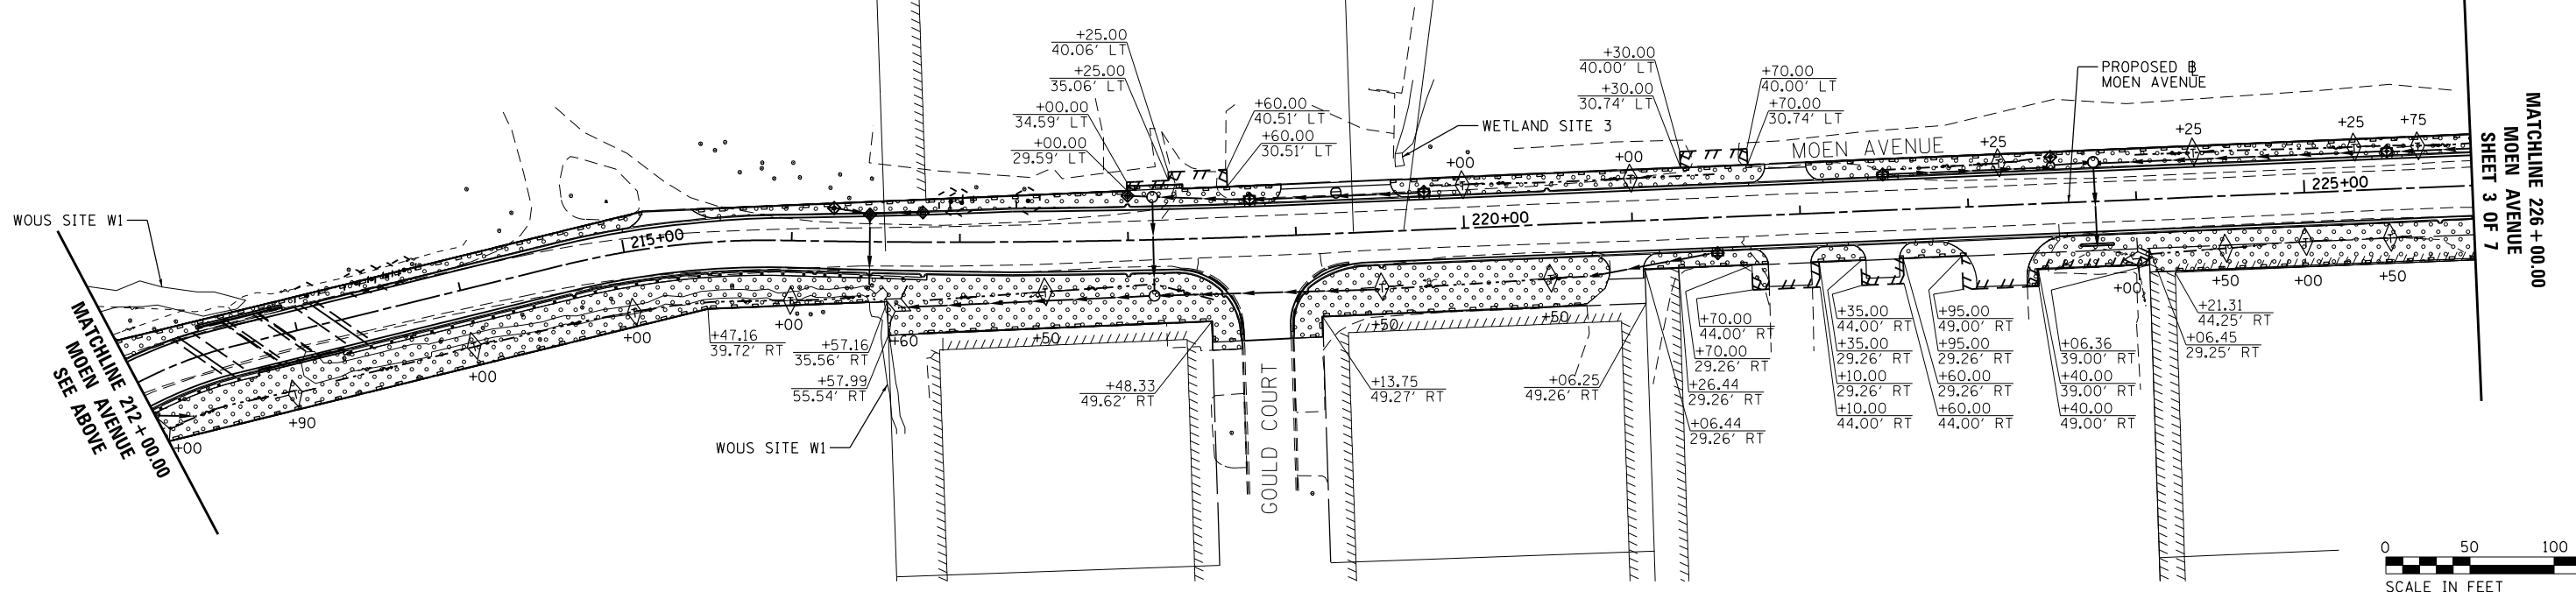 WOUS SITE W1
MATCHLINE 212+00.00
MOEN AVENUE
SEE ABOVE
+00
+90
+00
+00
215+00
+47.16
39.72' RT
+00
+57.16
35.56' RT
+57.99
55.54' RT
+60
WOUS SITE W1
+50
+48.33
49.62' RT
+25.00
40.06' LT
+25.00
35.06' LT
+00.00
34.59' LT
+00.00
29.59' LT
+60.00
40.51' LT
+60.00
30.51' LT
GOULD COURT
+50
+13.75
49.27' RT
WETLAND SITE 3
+00
220+00
+50
+06.25
49.26' RT
+30.00
40.00' LT
+30.00
30.74' LT
+70.00
40.00' LT
+70.00
30.74' LT
+00
MOEN AVENUE
+70.00
44.00' RT
+70.00
29.26' RT
+26.44
29.26' RT
+06.44
29.26' RT
+35.00
44.00' RT
+35.00
29.26' RT
+10.00
29.26' RT
+10.00
44.00' RT
+95.00
49.00' RT
+95.00
29.26' RT
+60.00
29.26' RT
+60.00
44.00' RT
+06.36
39.00' RT
+40.00
39.00' RT
+40.00
49.00' RT
+25
PROPOSED ℄
MOEN AVENUE
+25
+25
+75
225+00
+00
+21.31
44.25' RT
+06.45
29.25' RT
+50
+00
+50
MATCHLINE 226+00.00
MOEN AVENUE
SHEET 3 OF 7
0 50 100
SCALE IN FEET